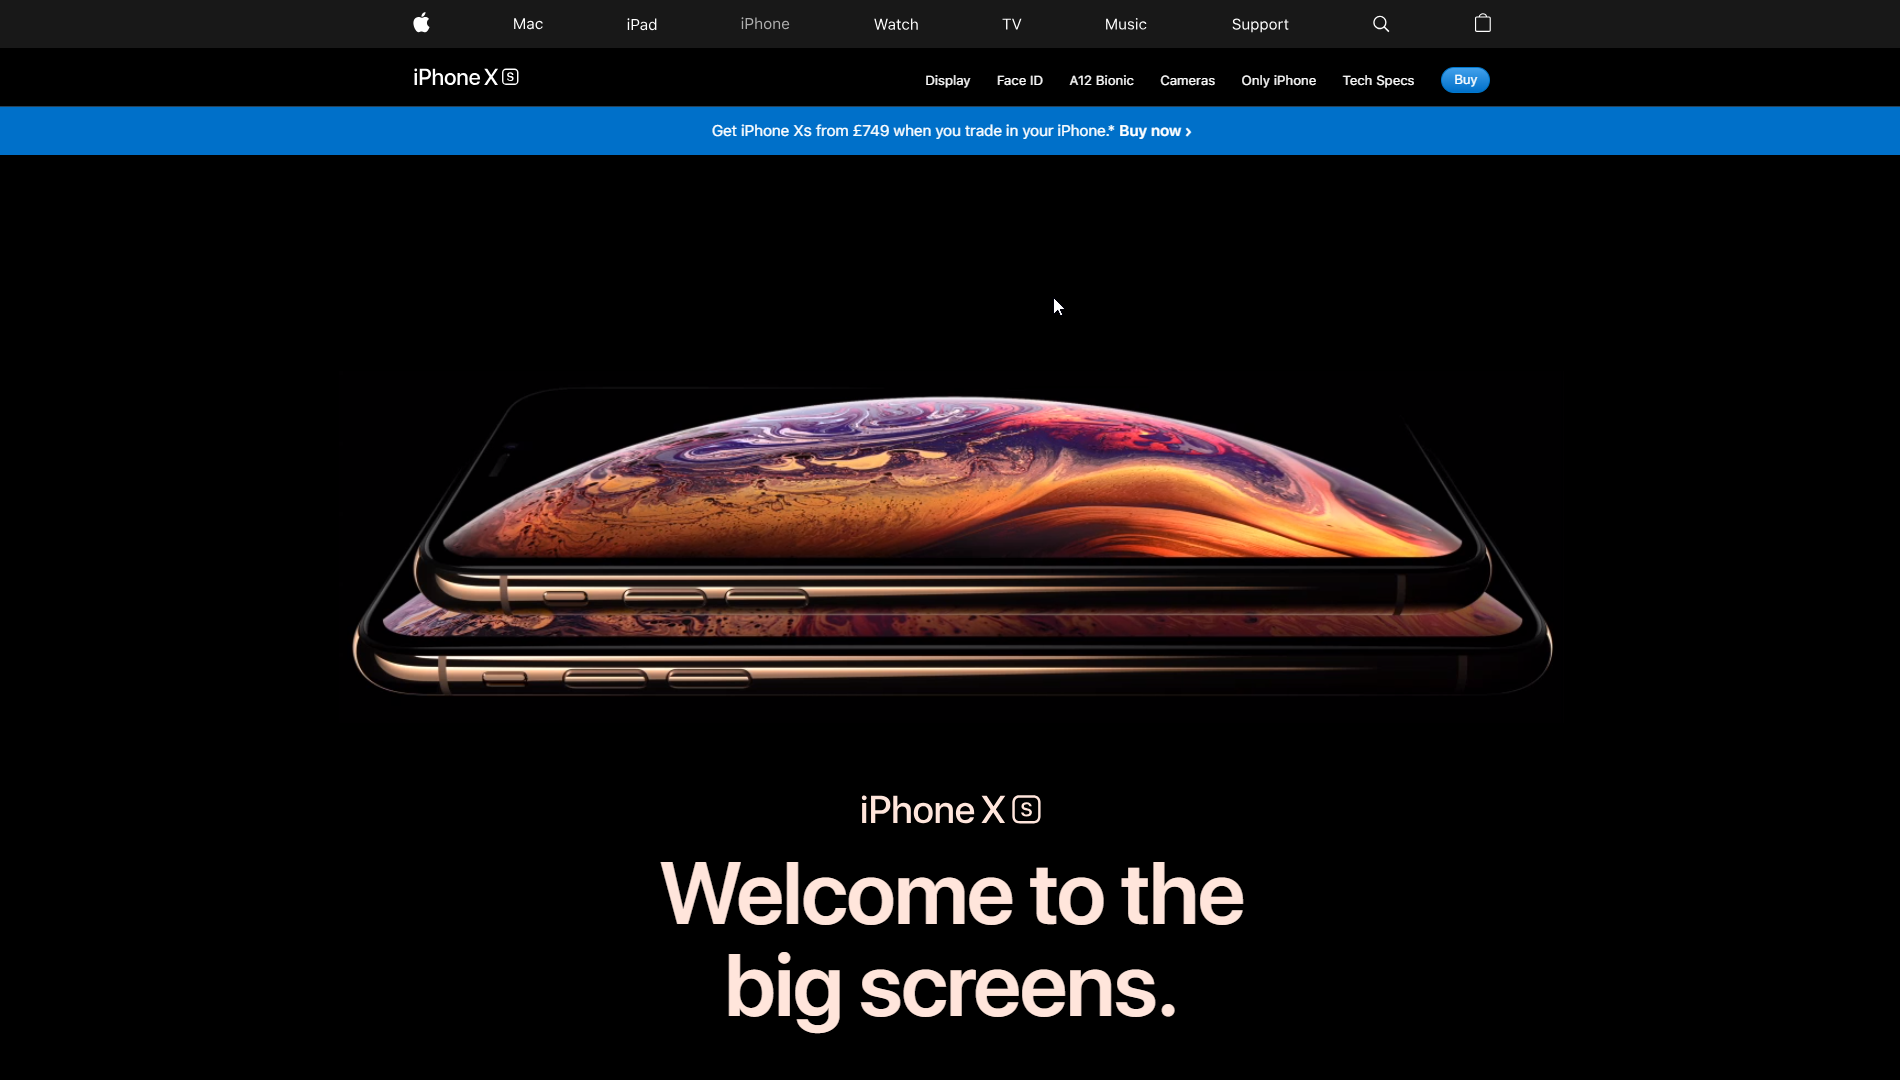 Mac iPad iPhone Watch TV Music Support
iPhone XS
Display Face ID A12 Bionic Cameras Only iPhone Tech Specs Buy
Get iPhone Xs from £749 when you trade in your iPhone.* Buy now ›
iPhone XS
Welcome to the
big screens.